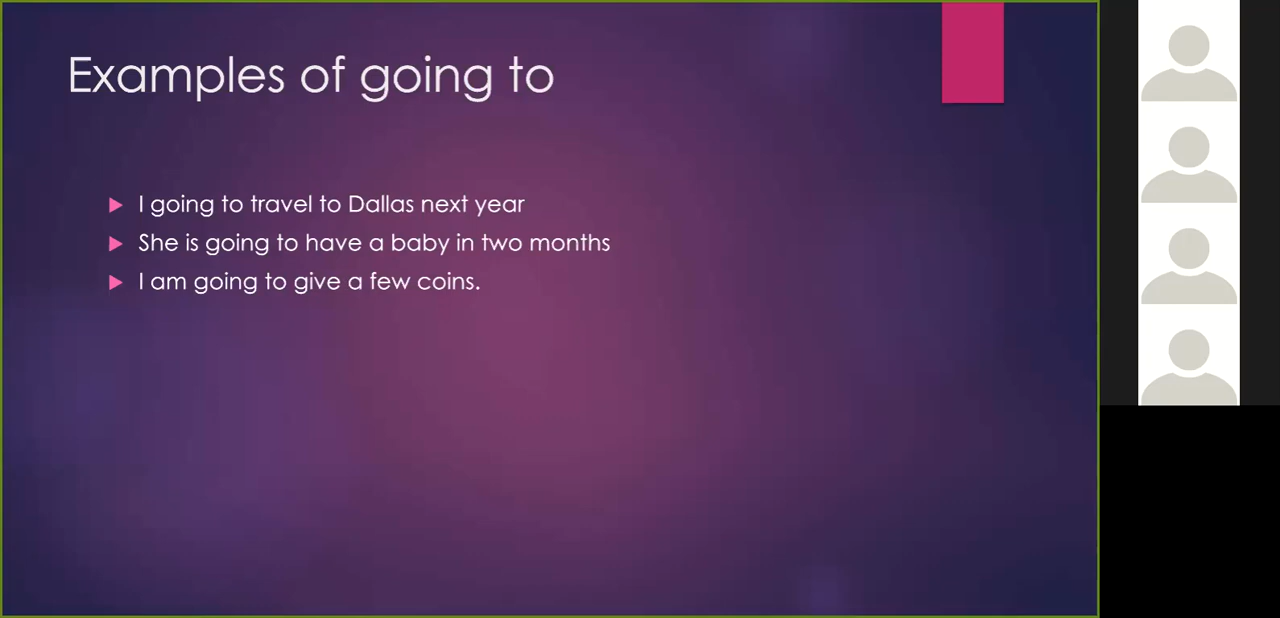 Examples of going to
I going to travel to Dallas next year
She is going to have a baby in two months
I am going to give a few coins.